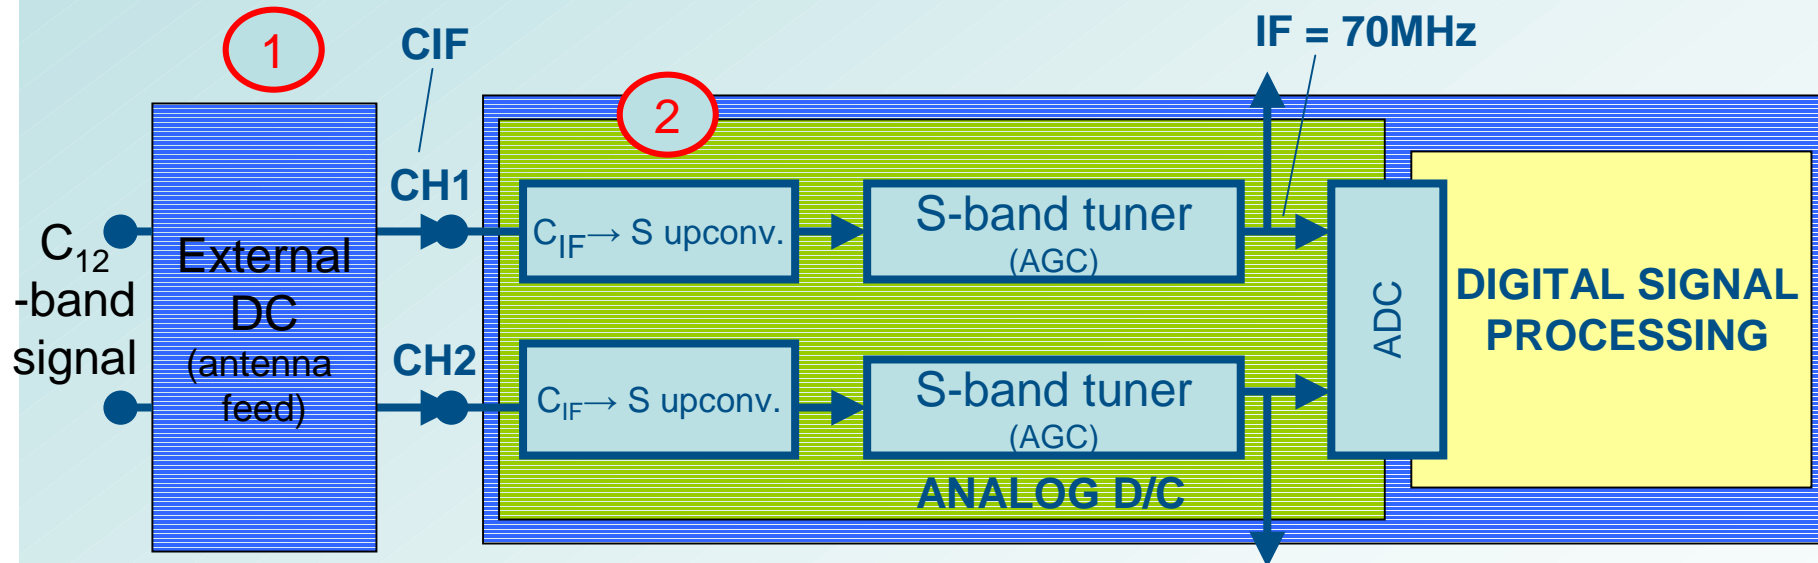 1
CIF
IF = 70MHz
2
CH1
C12
-band
signal
External
DC
(antenna
feed)
CIF→ S upconv.
S-band tuner
(AGC)
CH2
CIF→ S upconv.
S-band tuner
(AGC)
ANALOG D/C
ADC
DIGITAL SIGNAL
PROCESSING